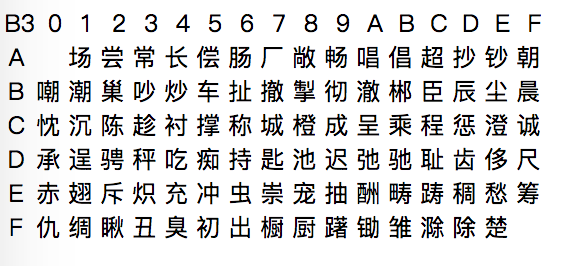 B3 0 1 2 3 4 5 6 7 8 9 A B C D E F
A 场 尝 常 长 偿 肠 厂 敞 畅 唱 倡 超 抄 钞 朝
B 嘲 潮 巢 吵 炒 车 扯 撤 掣 彻 澈 郴 臣 辰 尘 晨
C 忱 沉 陈 趁 衬 撑 称 城 橙 成 呈 乘 程 惩 澄 诚
D 承 逞 骋 秤 吃 痴 持 匙 池 迟 弛 驰 耻 齿 侈 尺
E 赤 翅 斥 炽 充 冲 虫 崇 宠 抽 酬 畴 踌 稠 愁 筹
F 仇 绸 瞅 丑 臭 初 出 橱 厨 躇 锄 雏 滁 除 楚